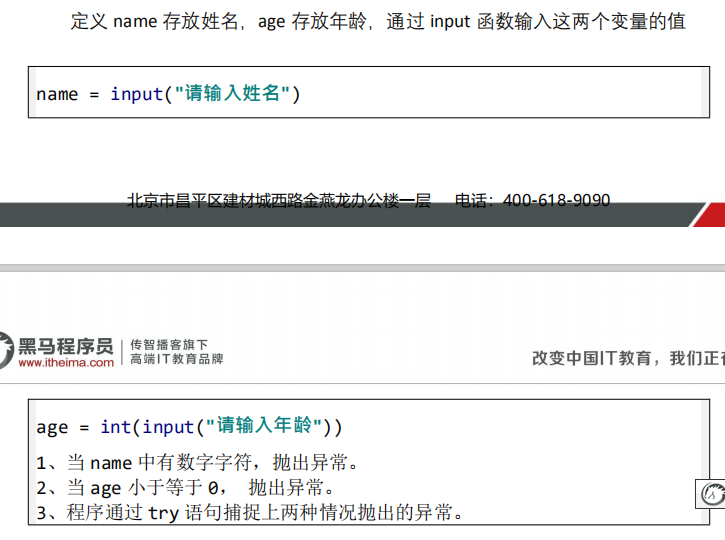 定义 name 存放姓名，age 存放年龄，通过 input 函数输入这两个变量的值
name = input("请输入姓名")
北京市昌平区建材城西路金燕龙办公楼一层 电话：400-618-9090
黑马程序员
www.itheima.com
传智播客旗下
高端IT教育品牌
改变中国IT教育，我们正
age = int(input("请输入年龄"))
1、当 name 中有数字字符，抛出异常。
2、当 age 小于等于 0， 抛出异常。
3、程序通过 try 语句捕捉上两种情况抛出的异常。